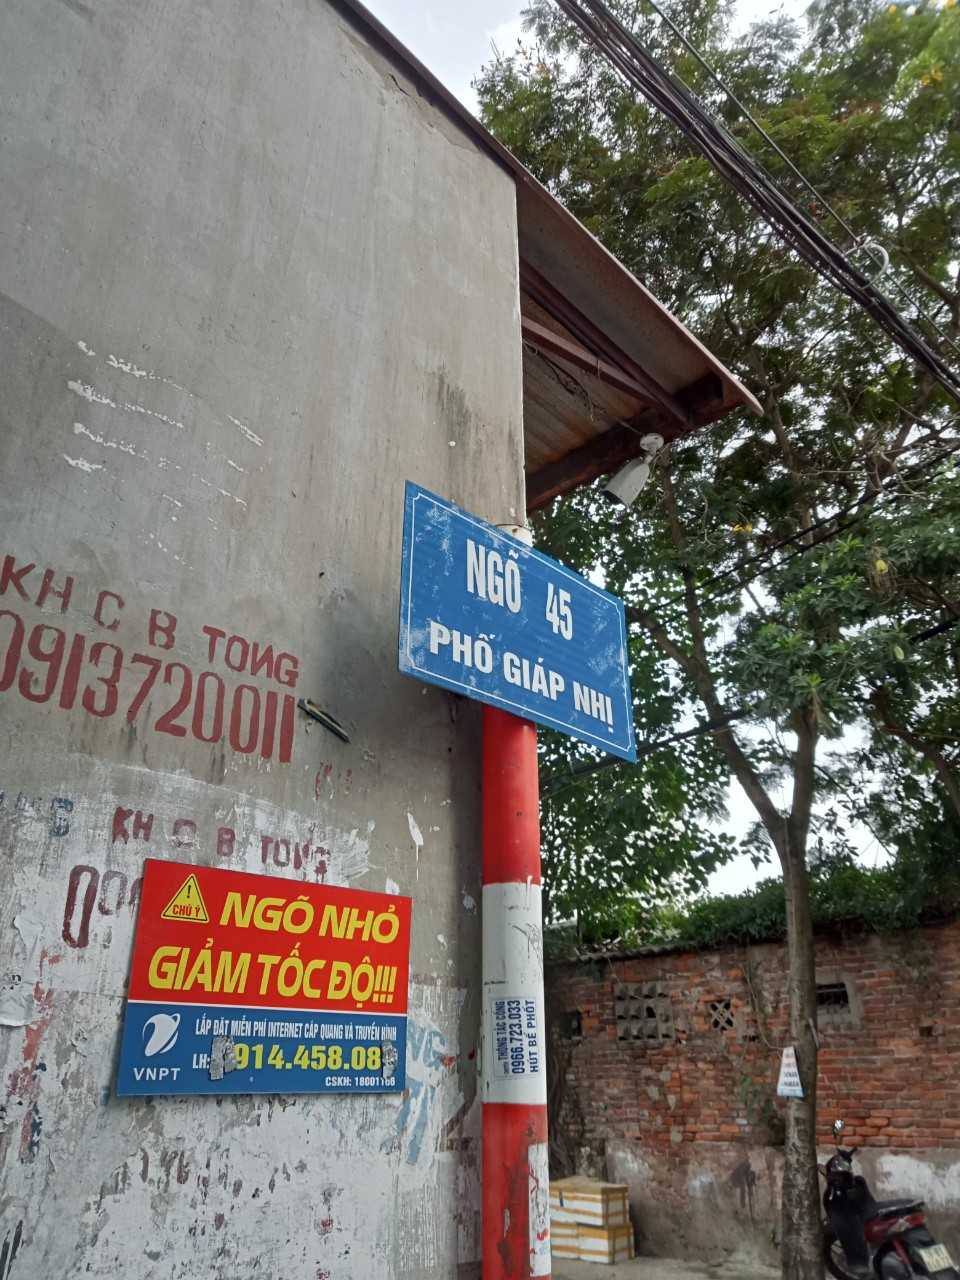 NGÕ 45
PHỐ GIÁP NHỊ
KH C B TONG
0913720011
KH C B TONG
CHÚ Ý
NGÕ NHỎ
GIẢM TỐC ĐỘ!!!
LẮP ĐẶT MIỄN PHÍ INTERNET CÁP QUANG VÀ TRUYỀN HÌNH
LH: 914.458.08
CSKH: 18001166
VNPT
THÔNG TẮC CỐNG
0966.723.033
HÚT BỂ PHỐT